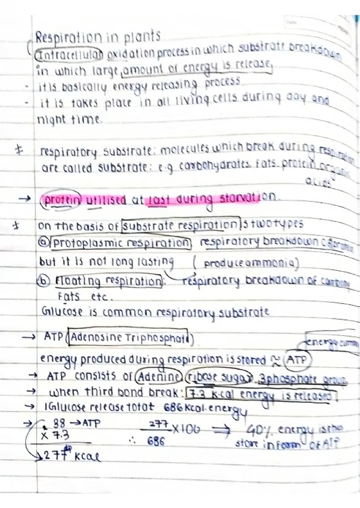 Respiration in plants
Intracellular oxidation process in which substrate breakdown
in which large amount of energy is release,
- it is basically energy releasing process
- it is takes place in all living cells during day and
night time.
* respiratory substrate: molecules which break during respiration
are called substrate: e.g carbohydrates. fats. protein, organic
acids
→ protein utilised at last during starvation.
* on the basis of substrate respiration is two types
ⓐ protoplasmic respiration respiratory breakdown
but it is not long lasting (produce ammonia)
ⓑ Floating respiration: respiratory breakdown of
Fats etc.
Glucose is common respiratory substrate
→ ATP (Adenosine Triphosphate)
energy
energy produced during respiration is stored ATP
→ ATP consists of Adenine, ribose sugar, 3 phosphate group
→ when third bond break: 7.3 Kcal energy is released
→ 1 Glucose release total 686 Kcal energy
→ 88 → ATP
x 7.3
277 Kcal
∴ 277/686 x 100 ⇒ 40% energy is
store in form of ATP